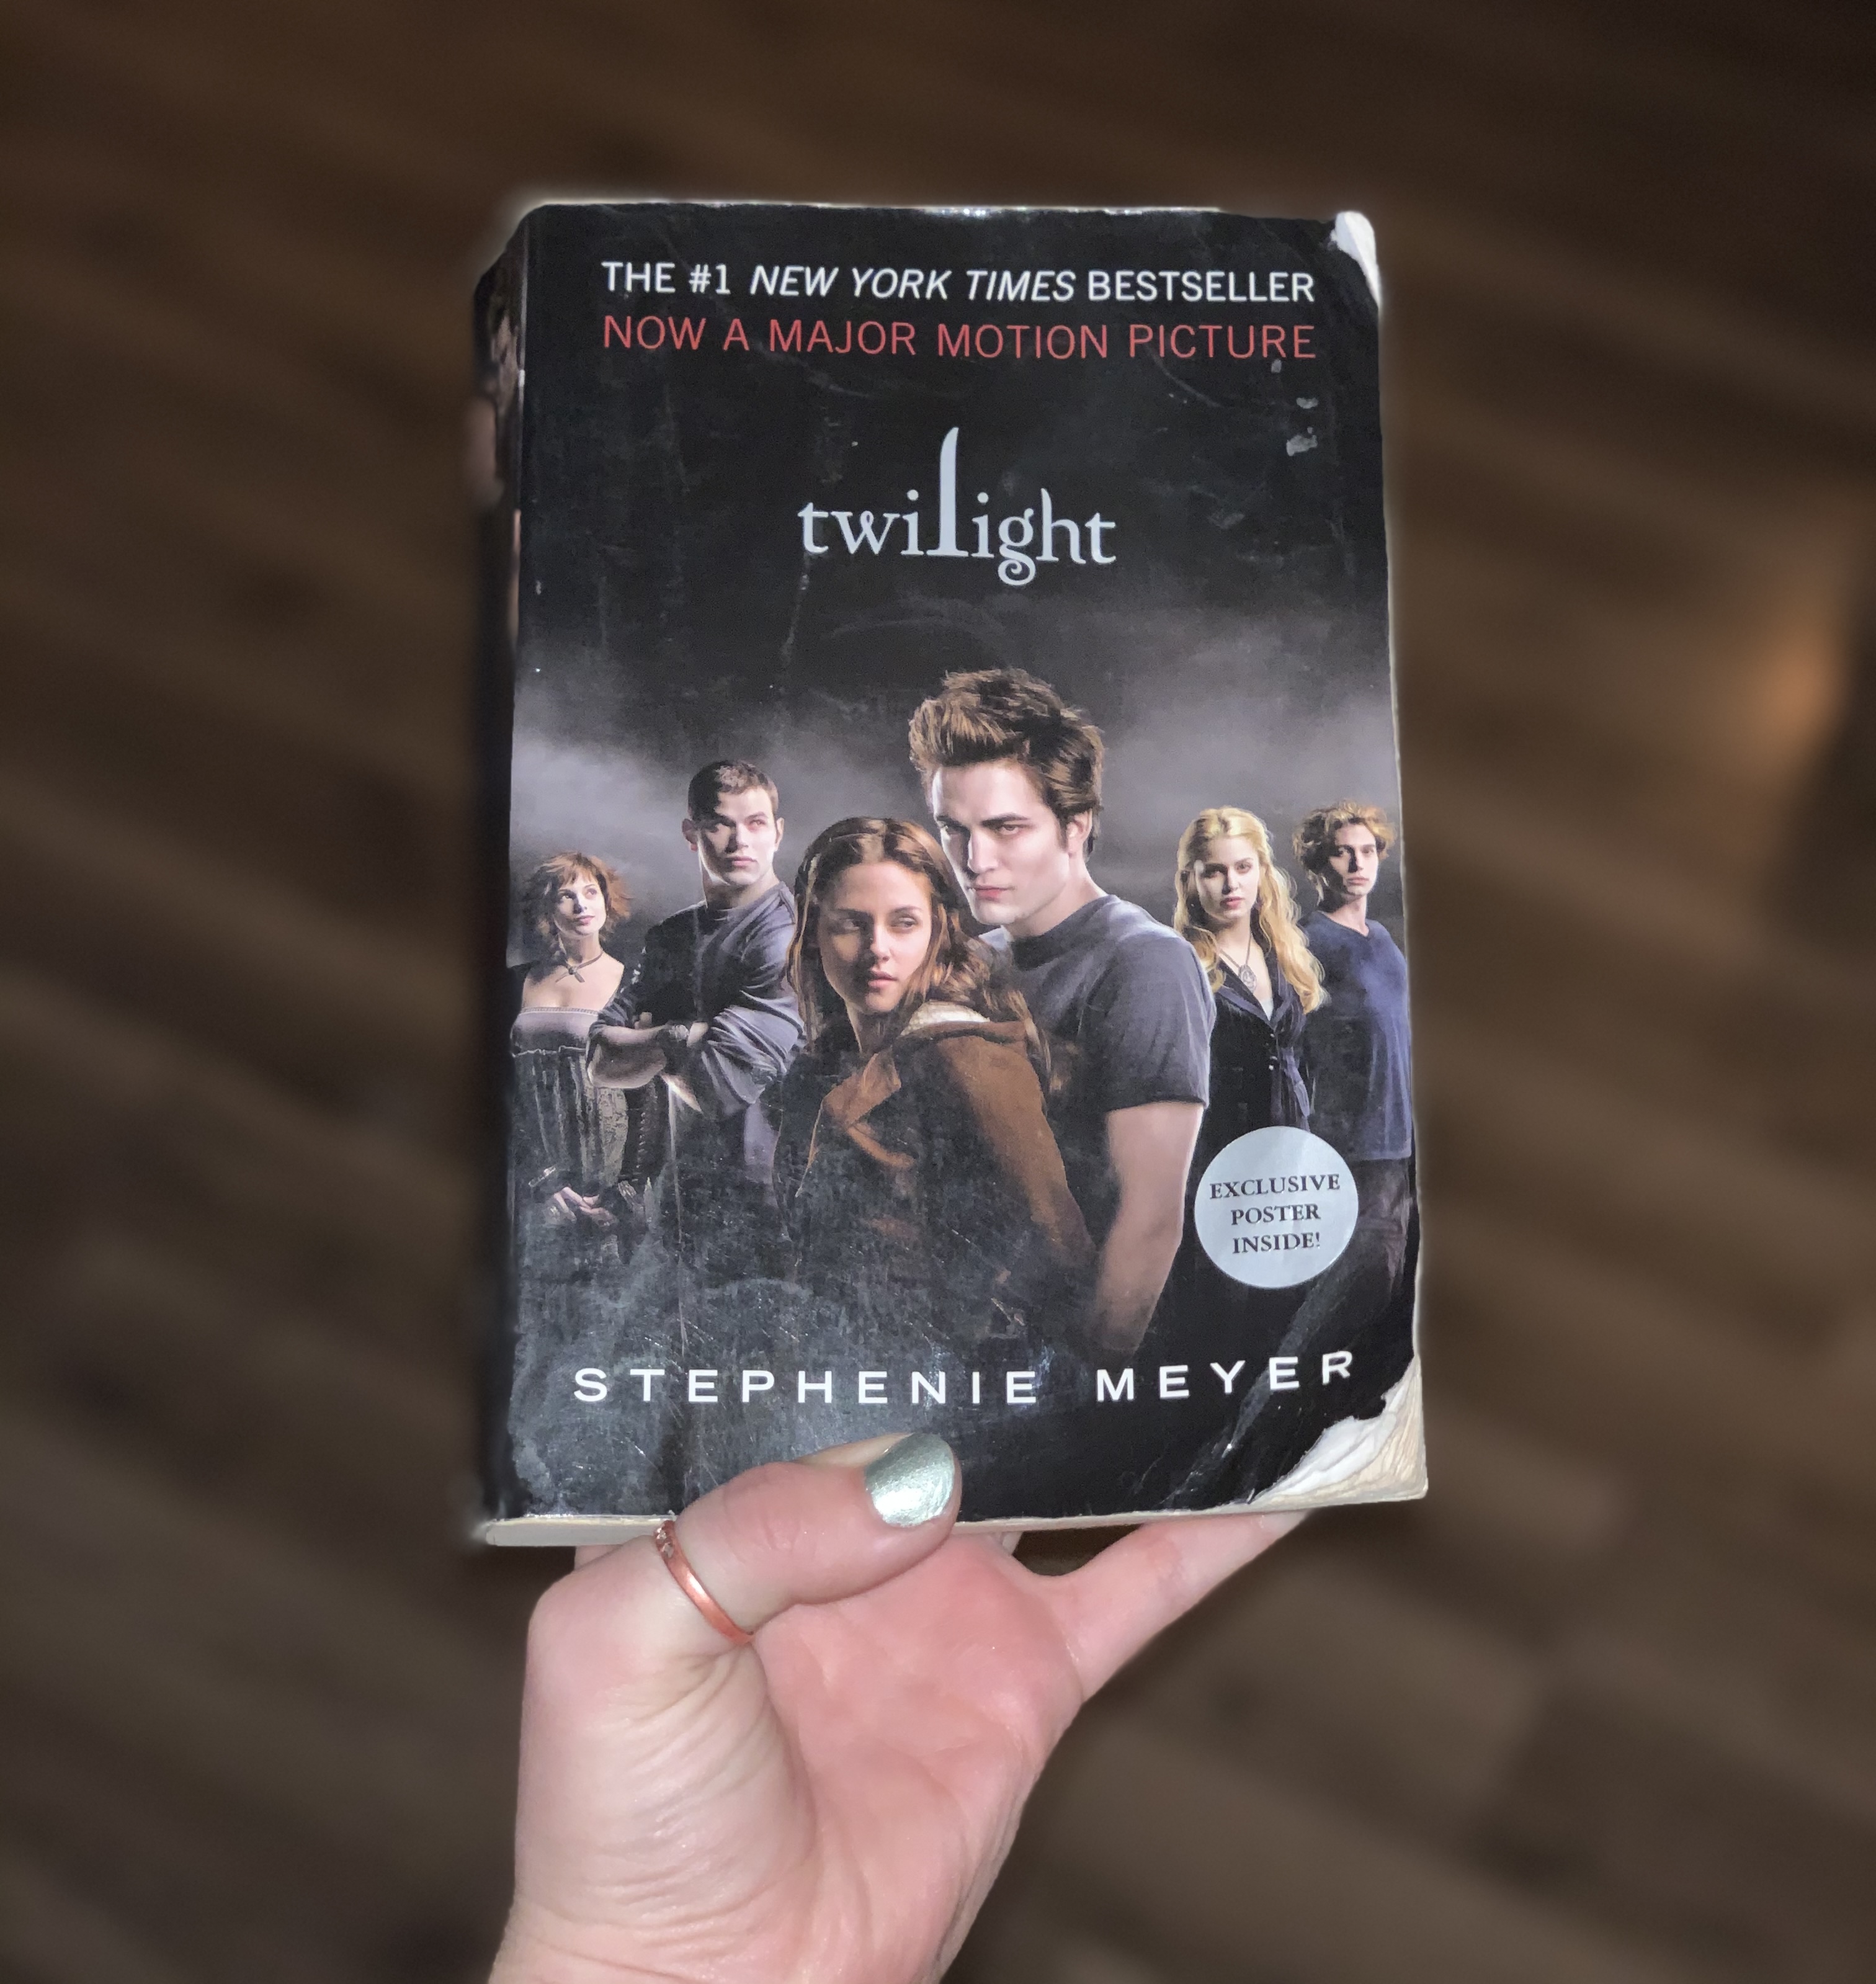 THE #1 NEW YORK TIMES BESTSELLER
NOW A MAJOR MOTION PICTURE
twilight
EXCLUSIVE
POSTER
INSIDE!
STEPHENIE MEYER